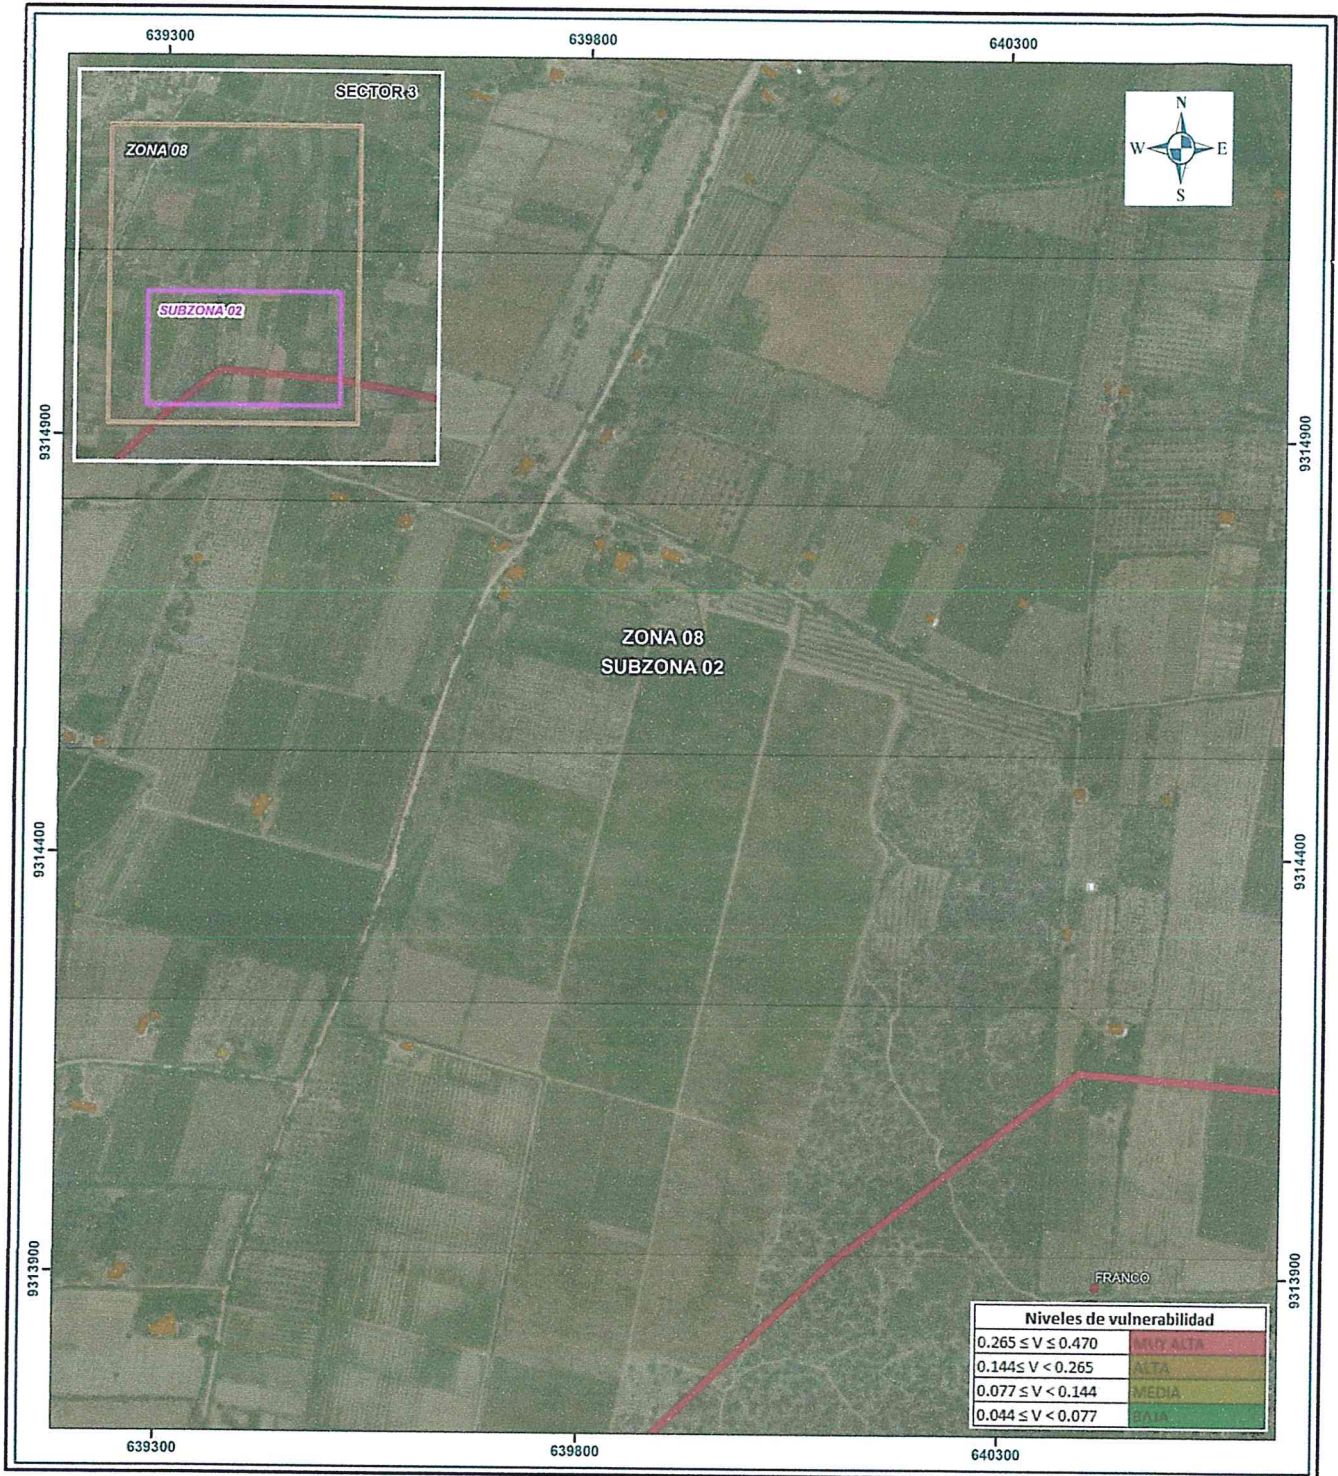 639300
639800
640300
SECTOR 3
ZONA 08
SUBZONA 02
N
W
E
S
9314900
9314900
ZONA 08
SUBZONA 02
9314400
9314400
9313900
9313900
FRANCO
Niveles de vulnerabilidad
0.265 ≤ V ≤ 0.470 MUY ALTA
0.144≤ V < 0.265 ALTA
0.077 ≤ V < 0.144 MEDIA
0.044 ≤ V < 0.077 BAJA
639300
639800
640300